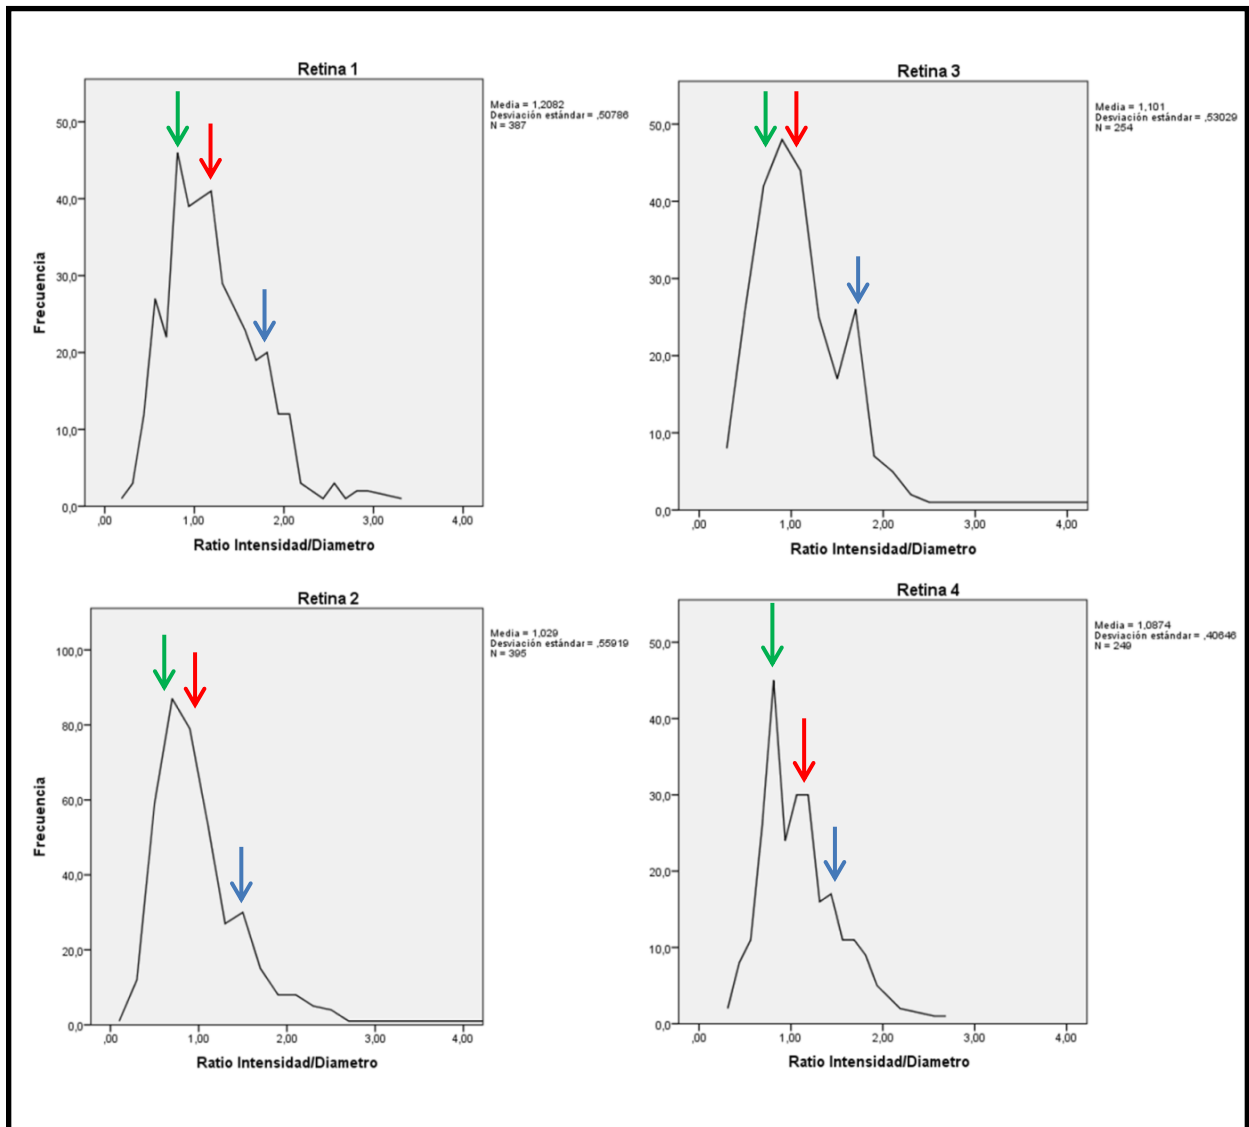 Retina 1
Media = 1,2082
Desviación estándar = ,50786
N = 387
50,0
40,0
30,0
20,0
10,0
0,0
Frecuencia
,00 1,00 2,00 3,00 4,00
Ratio Intensidad/Diametro
Retina 3
Media = 1,101
Desviación estándar = ,53029
N = 254
50,0
40,0
30,0
20,0
10,0
0,0
,00 1,00 2,00 3,00 4,00
Ratio Intensidad/Diametro
Retina 2
Media = 1,029
Desviación estándar = ,55919
N = 395
100,0
80,0
60,0
40,0
20,0
0,0
Frecuencia
,00 1,00 2,00 3,00 4,00
Ratio Intensidad/Diametro
Retina 4
Media = 1,0874
Desviación estándar = ,40646
N = 249
50,0
40,0
30,0
20,0
10,0
0,0
,00 1,00 2,00 3,00 4,00
Ratio Intensidad/Diametro